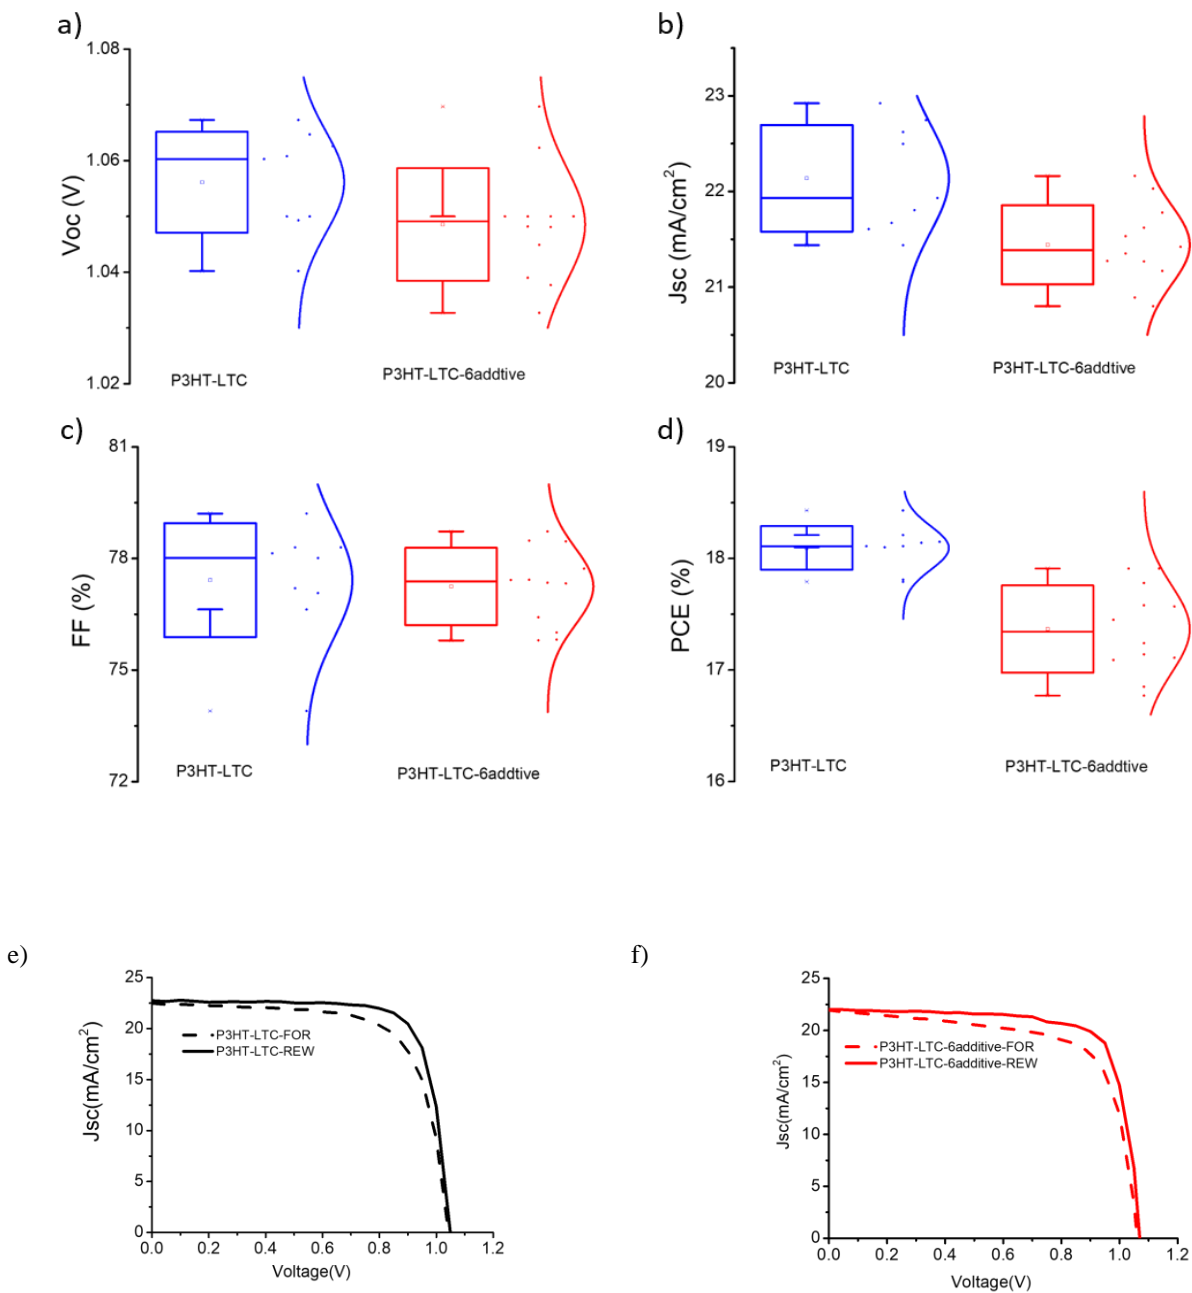 a)
1.08
1.06
1.04
1.02
Voc (V)
P3HT-LTC
P3HT-LTC-6addtive
b)
23
22
21
20
Jsc (mA/cm²)
P3HT-LTC
P3HT-LTC-6addtive
c)
81
78
75
72
FF (%)
P3HT-LTC
P3HT-LTC-6addtive
d)
19
18
17
16
PCE (%)
P3HT-LTC
P3HT-LTC-6addtive
e)
25
20
15
10
5
0
Jsc(mA/cm²)
P3HT-LTC-FOR
P3HT-LTC-REW
0.0 0.2 0.4 0.6 0.8 1.0 1.2
Voltage(V)
f)
25
20
15
10
5
0
Jsc(mA/cm²)
P3HT-LTC-6additive-FOR
P3HT-LTC-6additive-REW
0.0 0.2 0.4 0.6 0.8 1.0 1.2
Voltage(V)